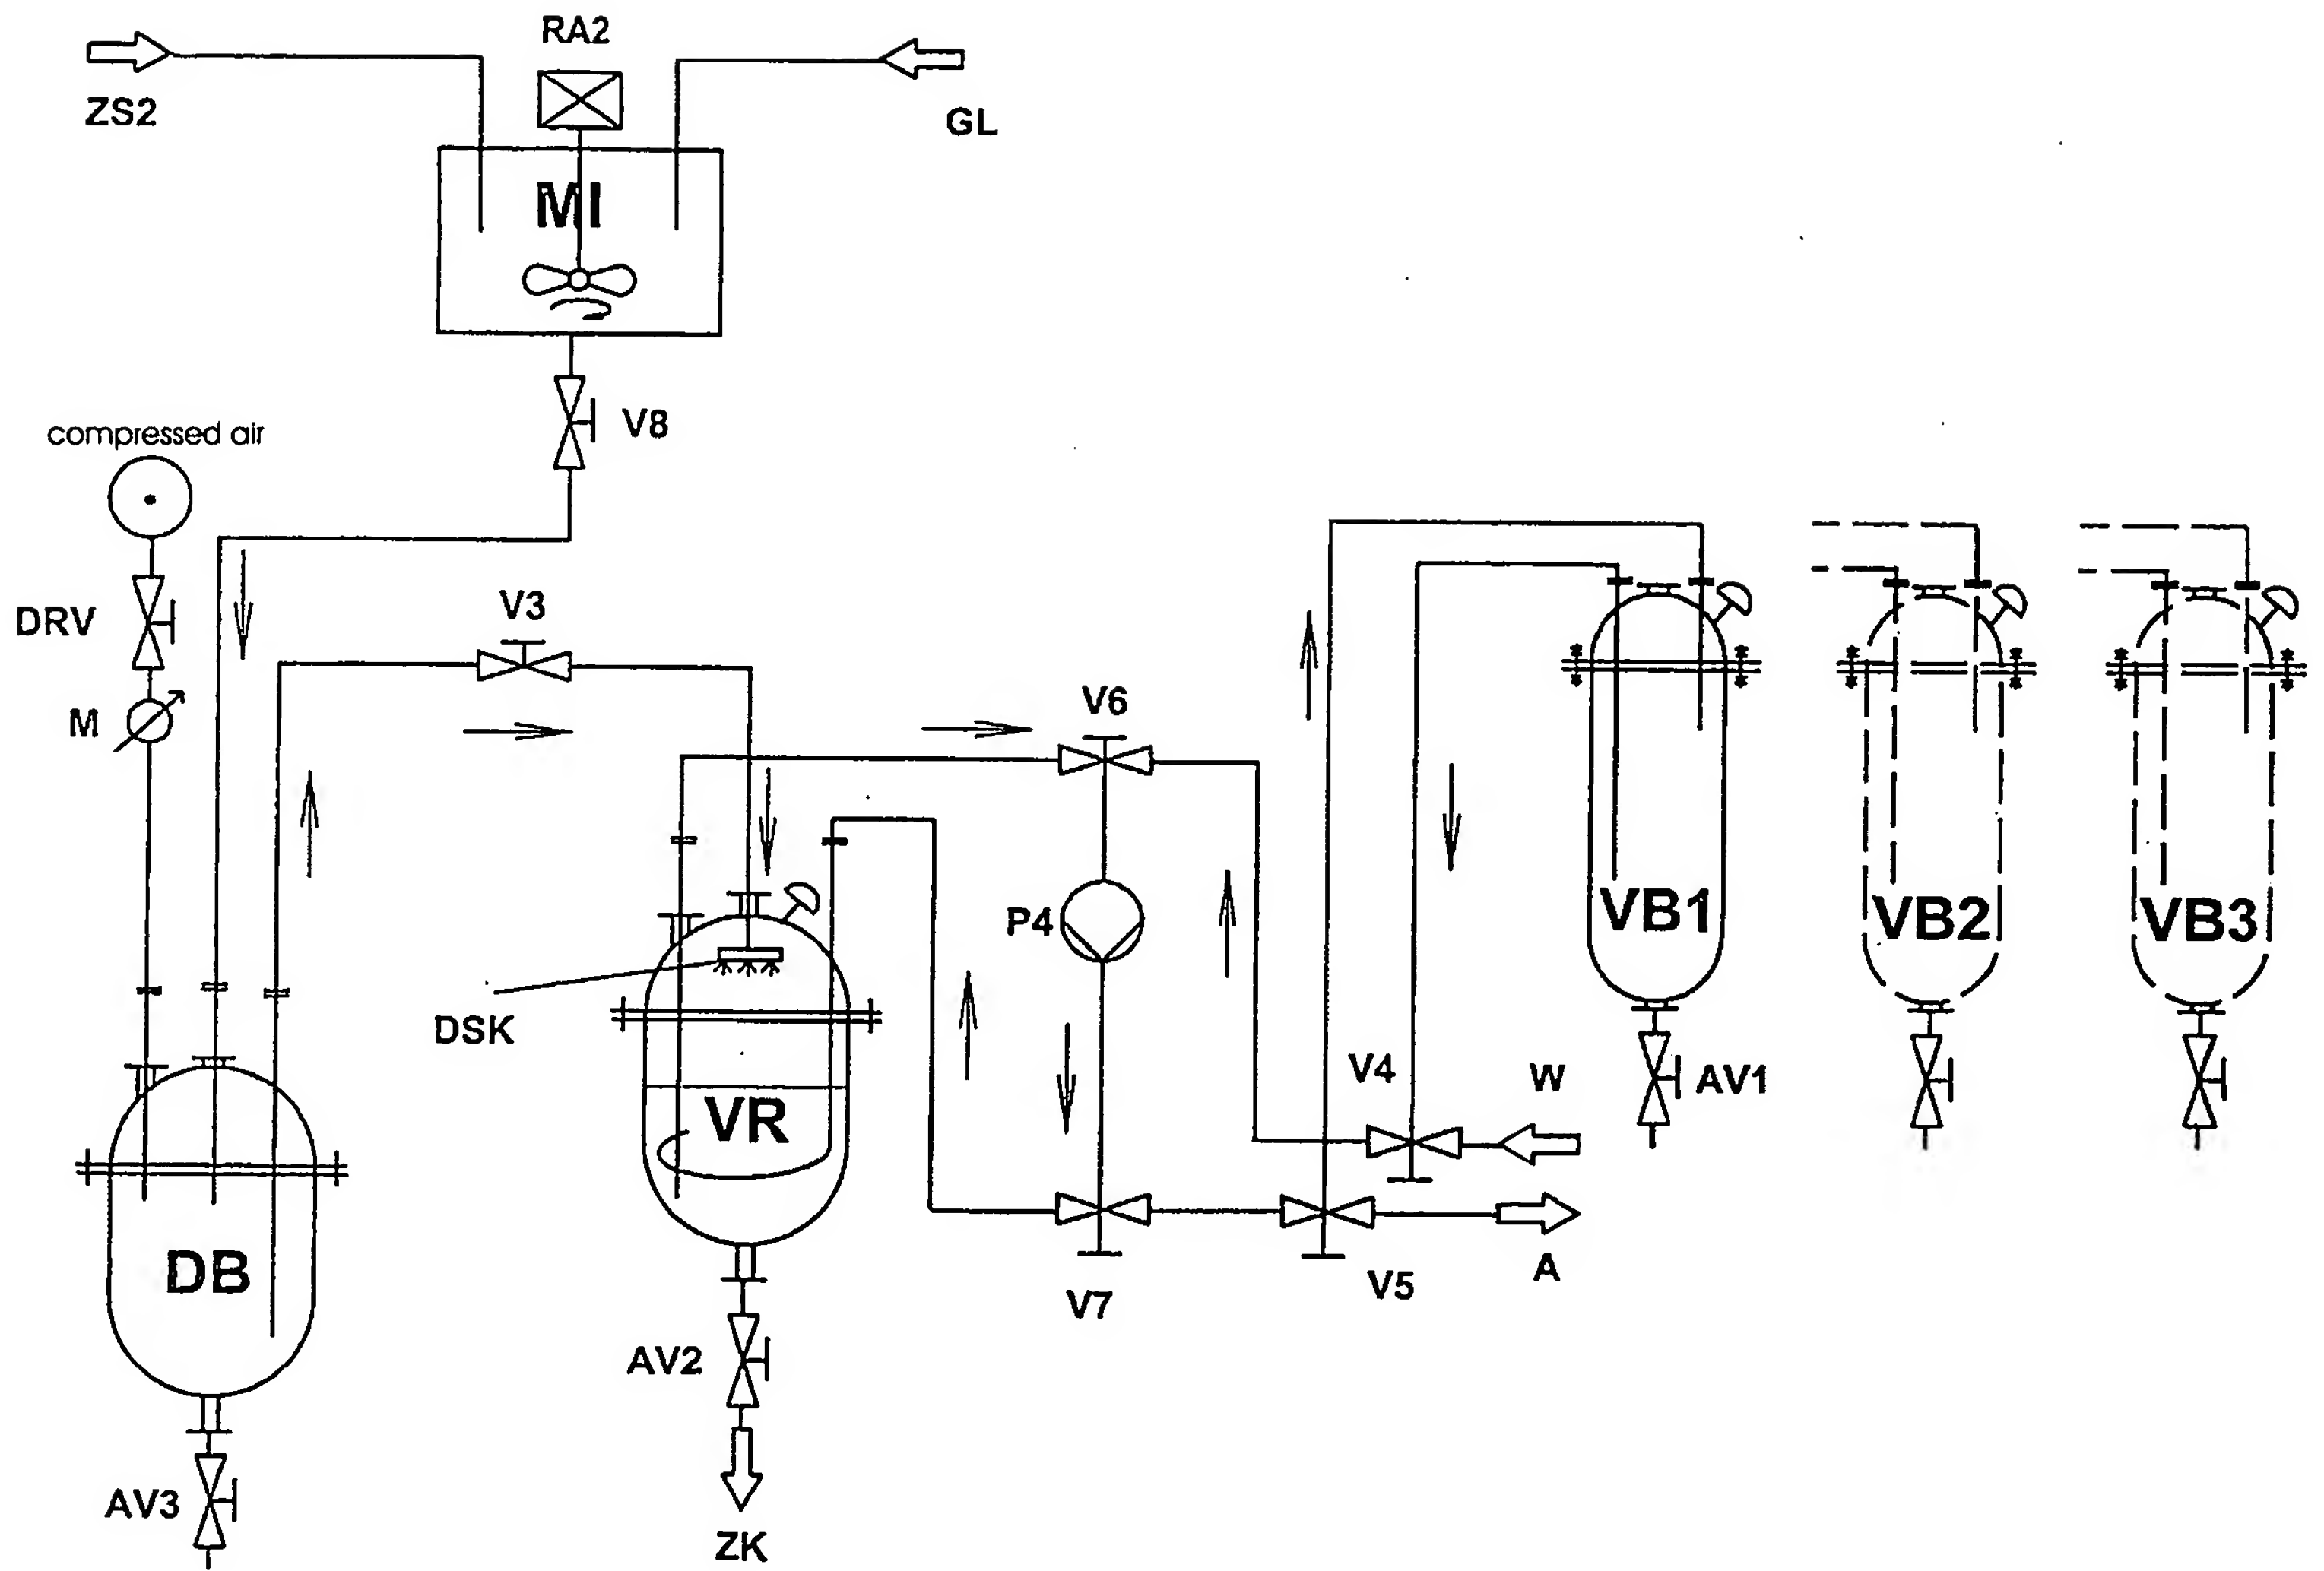 RA2
ZS2
GL
MI
V8
compressed air
DRV
V3
M
V6
VB1
VB2
VB3
P4
DSK
V4
W
AV1
VR
DB
A
V5
V7
AV2
AV3
ZK